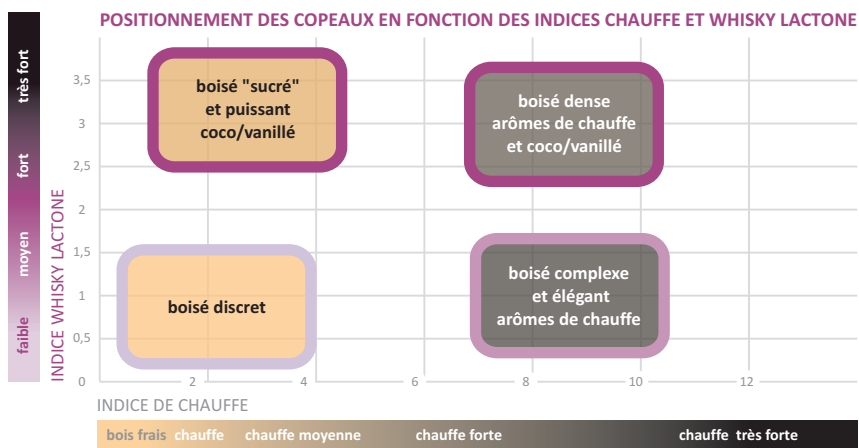 POSITIONNEMENT DES COPEAUX EN FONCTION DES INDICES CHAUFFE ET WHISKY LACTONE
très fort
fort
moyen
faible
INDICE WHISKY LACTONE
3,5
3
2,5
2
1,5
1
0,5
0
boisé "sucré"
et puissant
coco/vanillé
boisé dense
arômes de chauffe
et coco/vanillé
boisé discret
boisé complexe
et élégant
arômes de chauffe
2 4 6 8 10 12
INDICE DE CHAUFFE
bois frais chauffe chauffe moyenne chauffe forte chauffe très forte